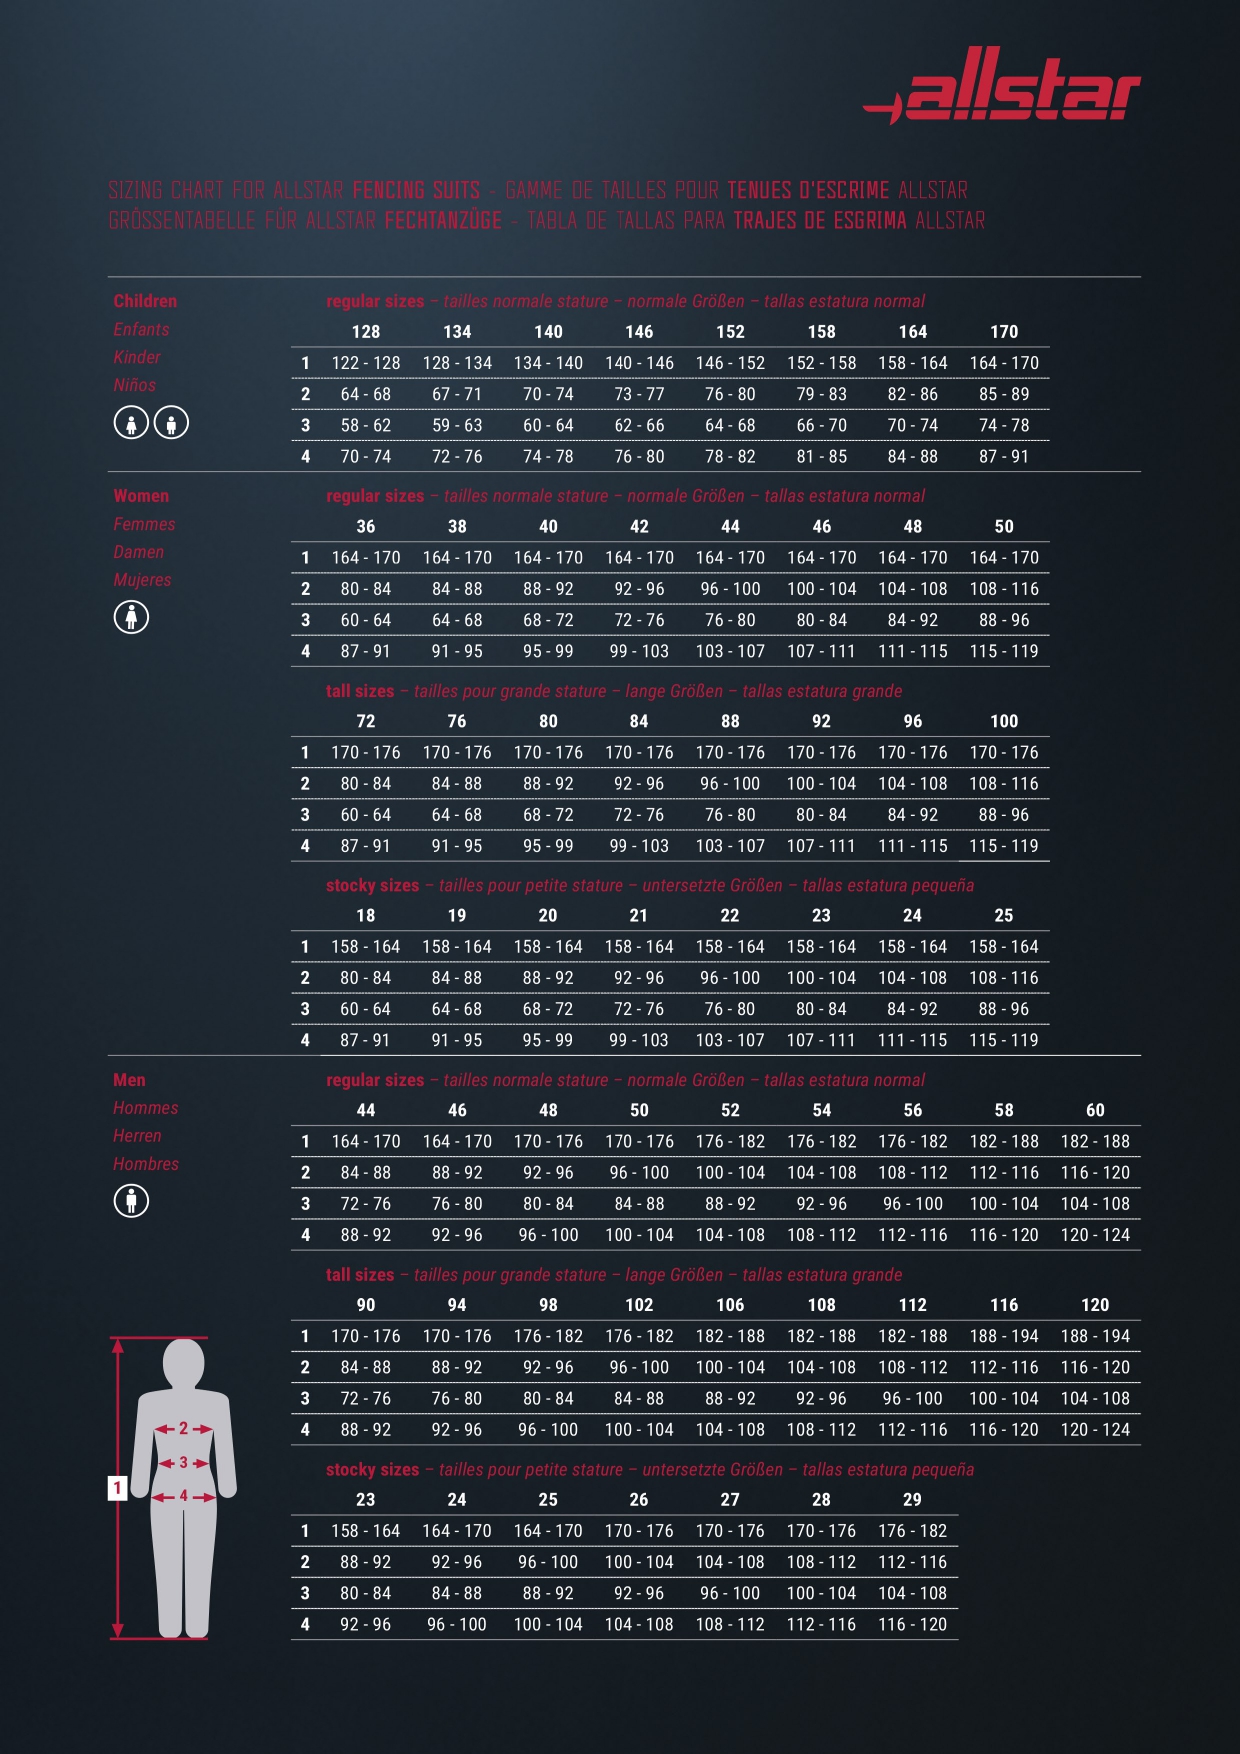 allstar
SIZING CHART FOR ALLSTAR FENCING SUITS - GAMME DE TAILLES POUR TENUES D'ESCRIME ALLSTAR
GRÖSSENTABELLE FÜR ALLSTAR FECHTANZÜGE - TABLA DE TALLAS PARA TRAJES DE ESGRIMA ALLSTAR
Children
Enfants
Kinder
Niños
regular sizes – tailles normale stature – normale Größen – tallas estatura normal
128 134 140 146 152 158 164 170
1 122 - 128 128 - 134 134 - 140 140 - 146 146 - 152 152 - 158 158 - 164 164 - 170
2 64 - 68 67 - 71 70 - 74 73 - 77 76 - 80 79 - 83 82 - 86 85 - 89
3 58 - 62 59 - 63 60 - 64 62 - 66 64 - 68 66 - 70 70 - 74 74 - 78
4 70 - 74 72 - 76 74 - 78 76 - 80 78 - 82 81 - 85 84 - 88 87 - 91
Women
Femmes
Damen
Mujeres
regular sizes – tailles normale stature – normale Größen – tallas estatura normal
36 38 40 42 44 46 48 50
1 164 - 170 164 - 170 164 - 170 164 - 170 164 - 170 164 - 170 164 - 170 164 - 170
2 80 - 84 84 - 88 88 - 92 92 - 96 96 - 100 100 - 104 104 - 108 108 - 116
3 60 - 64 64 - 68 68 - 72 72 - 76 76 - 80 80 - 84 84 - 92 88 - 96
4 87 - 91 91 - 95 95 - 99 99 - 103 103 - 107 107 - 111 111 - 115 115 - 119
tall sizes – tailles pour grande stature – lange Größen – tallas estatura grande
72 76 80 84 88 92 96 100
1 170 - 176 170 - 176 170 - 176 170 - 176 170 - 176 170 - 176 170 - 176 170 - 176
2 80 - 84 84 - 88 88 - 92 92 - 96 96 - 100 100 - 104 104 - 108 108 - 116
3 60 - 64 64 - 68 68 - 72 72 - 76 76 - 80 80 - 84 84 - 92 88 - 96
4 87 - 91 91 - 95 95 - 99 99 - 103 103 - 107 107 - 111 111 - 115 115 - 119
stocky sizes – tailles pour petite stature – untersetzte Größen – tallas estatura pequeña
18 19 20 21 22 23 24 25
1 158 - 164 158 - 164 158 - 164 158 - 164 158 - 164 158 - 164 158 - 164 158 - 164
2 80 - 84 84 - 88 88 - 92 92 - 96 96 - 100 100 - 104 104 - 108 108 - 116
3 60 - 64 64 - 68 68 - 72 72 - 76 76 - 80 80 - 84 84 - 92 88 - 96
4 87 - 91 91 - 95 95 - 99 99 - 103 103 - 107 107 - 111 111 - 115 115 - 119
Men
Hommes
Herren
Hombres
regular sizes – tailles normale stature – normale Größen – tallas estatura normal
44 46 48 50 52 54 56 58 60
1 164 - 170 164 - 170 170 - 176 170 - 176 176 - 182 176 - 182 176 - 182 182 - 188 182 - 188
2 84 - 88 88 - 92 92 - 96 96 - 100 100 - 104 104 - 108 108 - 112 112 - 116 116 - 120
3 72 - 76 76 - 80 80 - 84 84 - 88 88 - 92 92 - 96 96 - 100 100 - 104 104 - 108
4 88 - 92 92 - 96 96 - 100 100 - 104 104 - 108 108 - 112 112 - 116 116 - 120 120 - 124
tall sizes – tailles pour grande stature – lange Größen – tallas estatura grande
90 94 98 102 106 108 112 116 120
1 170 - 176 170 - 176 176 - 182 176 - 182 182 - 188 182 - 188 182 - 188 188 - 194 188 - 194
2 84 - 88 88 - 92 92 - 96 96 - 100 100 - 104 104 - 108 108 - 112 112 - 116 116 - 120
3 72 - 76 76 - 80 80 - 84 84 - 88 88 - 92 92 - 96 96 - 100 100 - 104 104 - 108
4 88 - 92 92 - 96 96 - 100 100 - 104 104 - 108 108 - 112 112 - 116 116 - 120 120 - 124
stocky sizes – tailles pour petite stature – untersetzte Größen – tallas estatura pequeña
23 24 25 26 27 28 29
1 158 - 164 164 - 170 164 - 170 170 - 176 170 - 176 170 - 176 176 - 182
2 88 - 92 92 - 96 96 - 100 100 - 104 104 - 108 108 - 112 112 - 116
3 80 - 84 84 - 88 88 - 92 92 - 96 96 - 100 100 - 104 104 - 108
4 92 - 96 96 - 100 100 - 104 104 - 108 108 - 112 112 - 116 116 - 120
2
3
1
4